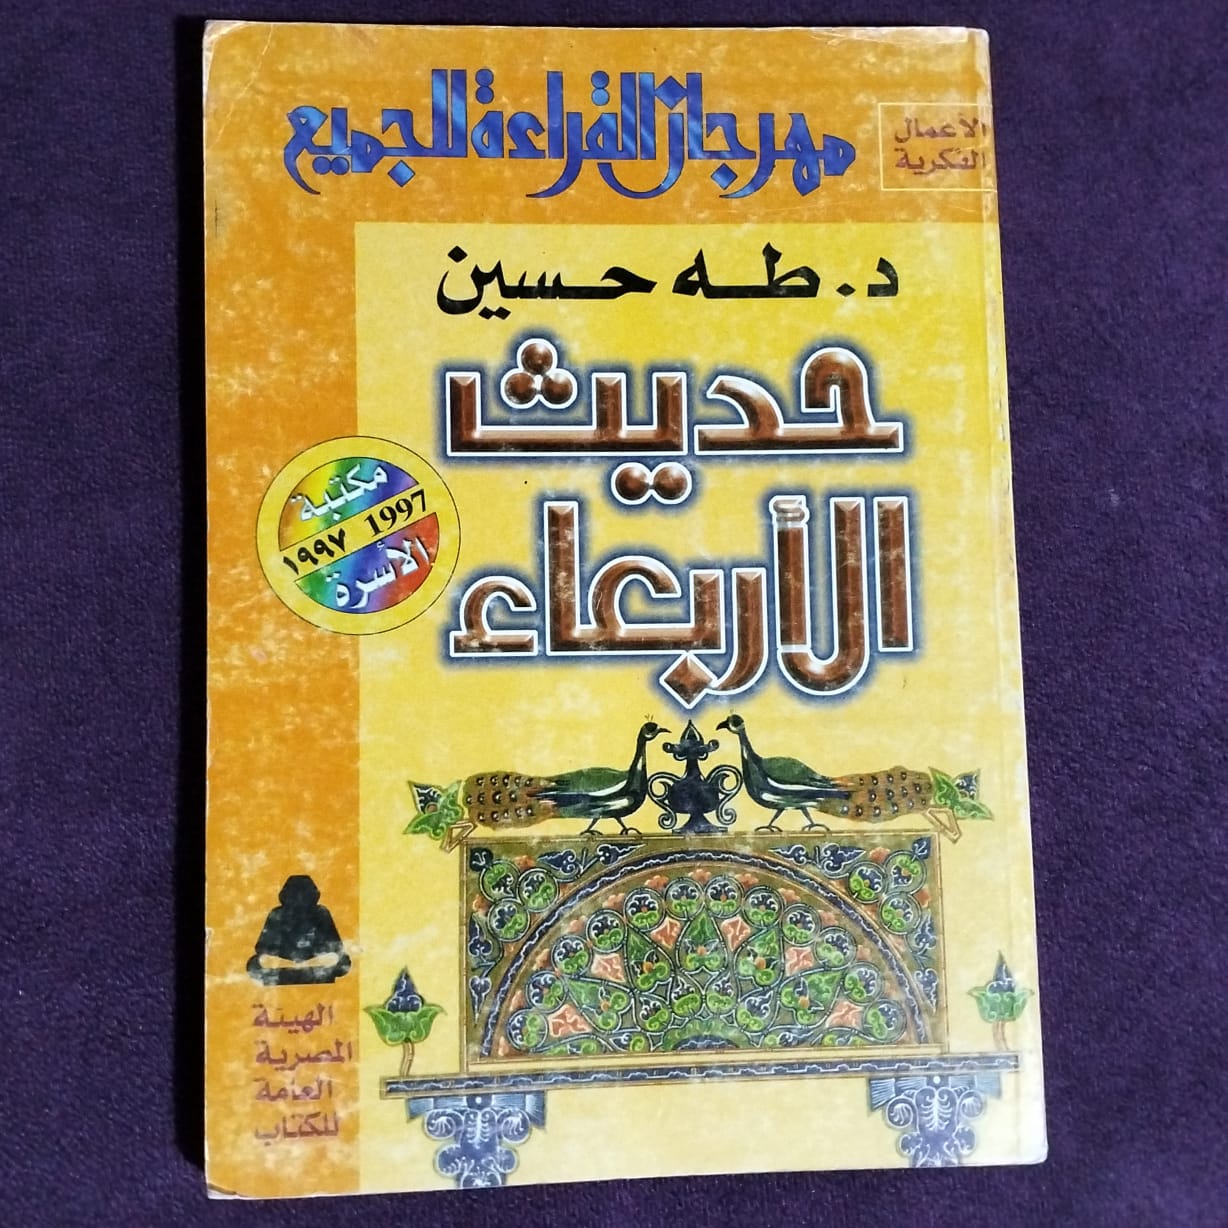 مهرجان القراءة للجميع
الأعمال
الفكرية
د. طه حسين
حديث
الأربعاء
مكتبة
1997 ١٩٩٧
الأسرة
الهيئة
المصرية
العامة
للكتاب